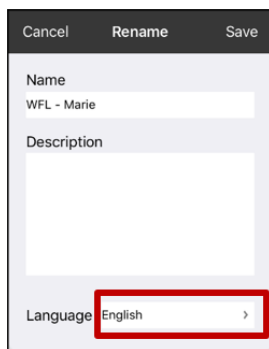 Cancel Rename Save
Name
WFL - Marie
Description
Language English >